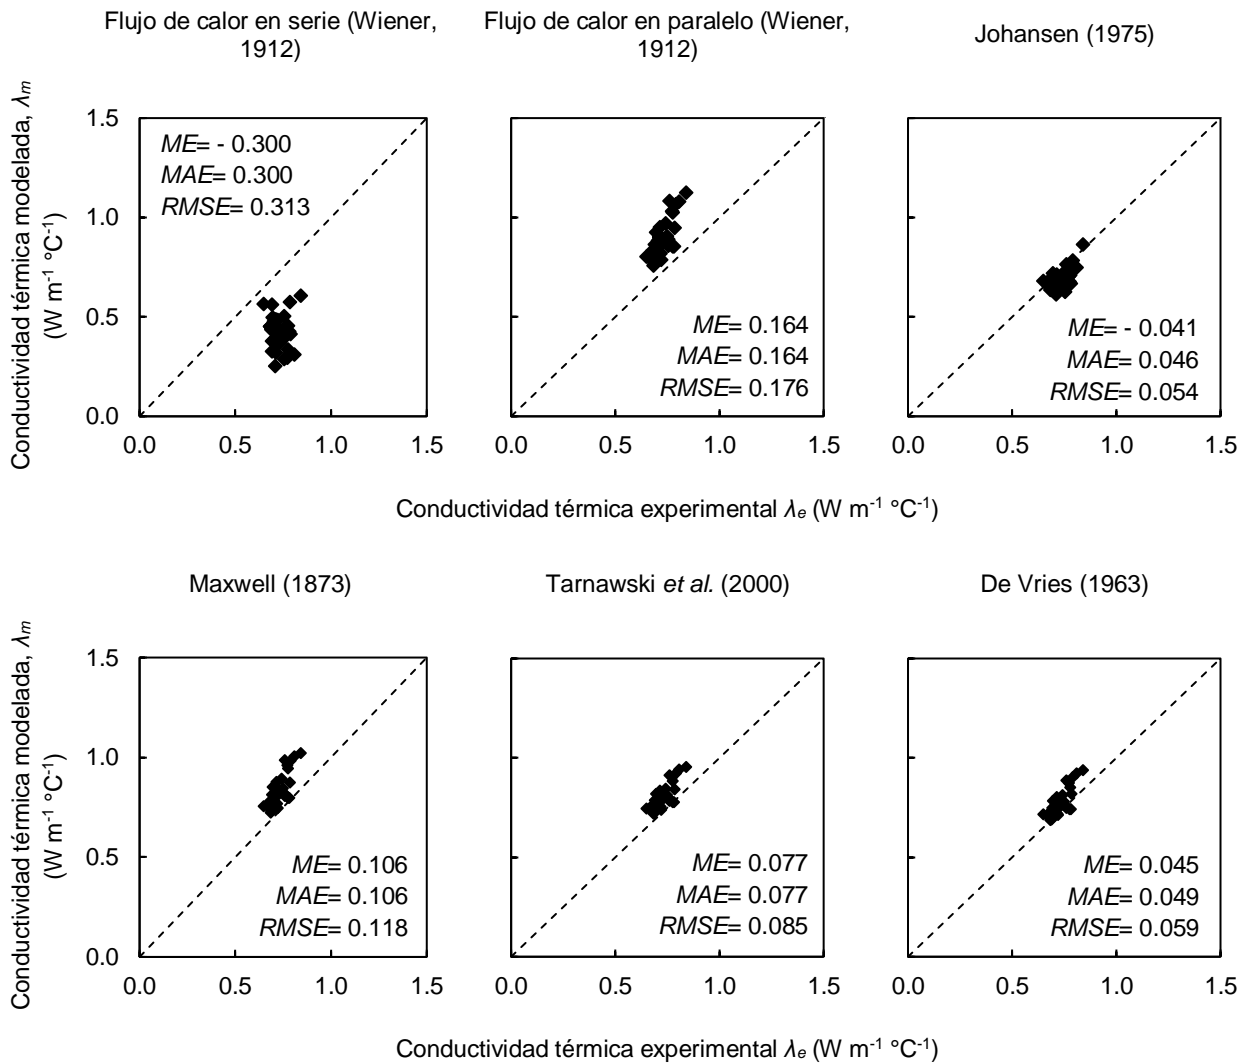 Flujo de calor en serie (Wiener,
1912)
Flujo de calor en paralelo (Wiener,
1912)
Johansen (1975)
Conductividad térmica modelada, λm
(W m-1 °C-1)
1.5
1.0
0.5
0.0
ME= - 0.300
MAE= 0.300
RMSE= 0.313
0.0 0.5 1.0 1.5
ME= 0.164
MAE= 0.164
RMSE= 0.176
0.0 0.5 1.0 1.5
ME= - 0.041
MAE= 0.046
RMSE= 0.054
0.0 0.5 1.0 1.5
Conductividad térmica experimental λe (W m-1 °C-1)
Maxwell (1873)
Tarnawski et al. (2000)
De Vries (1963)
Conductividad térmica modelada, λm
(W m-1 °C-1)
1.5
1.0
0.5
0.0
ME= 0.106
MAE= 0.106
RMSE= 0.118
0.0 0.5 1.0 1.5
ME= 0.077
MAE= 0.077
RMSE= 0.085
0.0 0.5 1.0 1.5
ME= 0.045
MAE= 0.049
RMSE= 0.059
0.0 0.5 1.0 1.5
Conductividad térmica experimental λe (W m-1 °C-1)